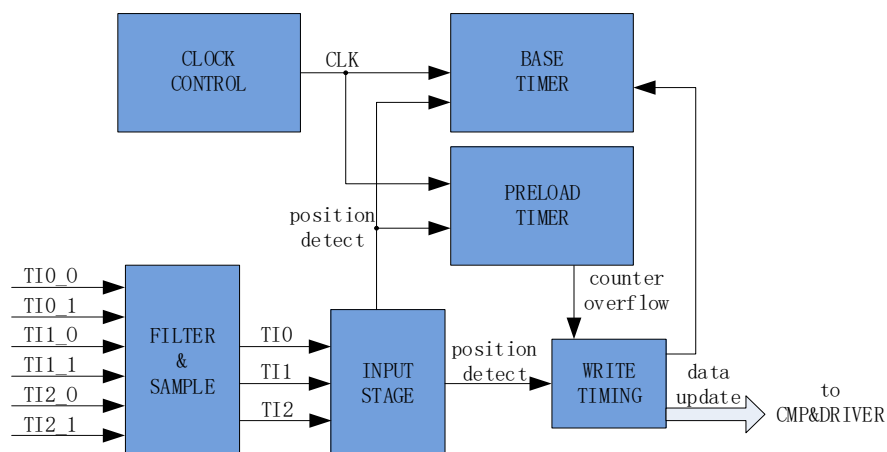 CLOCK
CONTROL
CLK
BASE
TIMER
PRELOAD
TIMER
position
detect
counter
overflow
TI0_0
TI0_1
TI1_0
TI1_1
TI2_0
TI2_1
FILTER
&
SAMPLE
TI0
TI1
TI2
INPUT
STAGE
position
detect
WRITE
TIMING
data
update
to
CMP&DRIVER